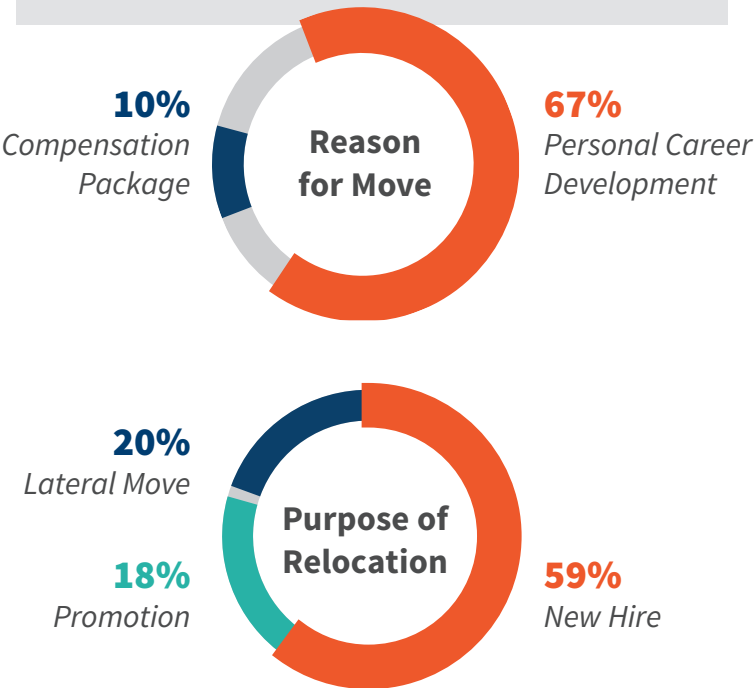 10%
Compensation
Package
Reason
for Move
67%
Personal Career
Development
20%
Lateral Move
18%
Promotion
Purpose of
Relocation
59%
New Hire